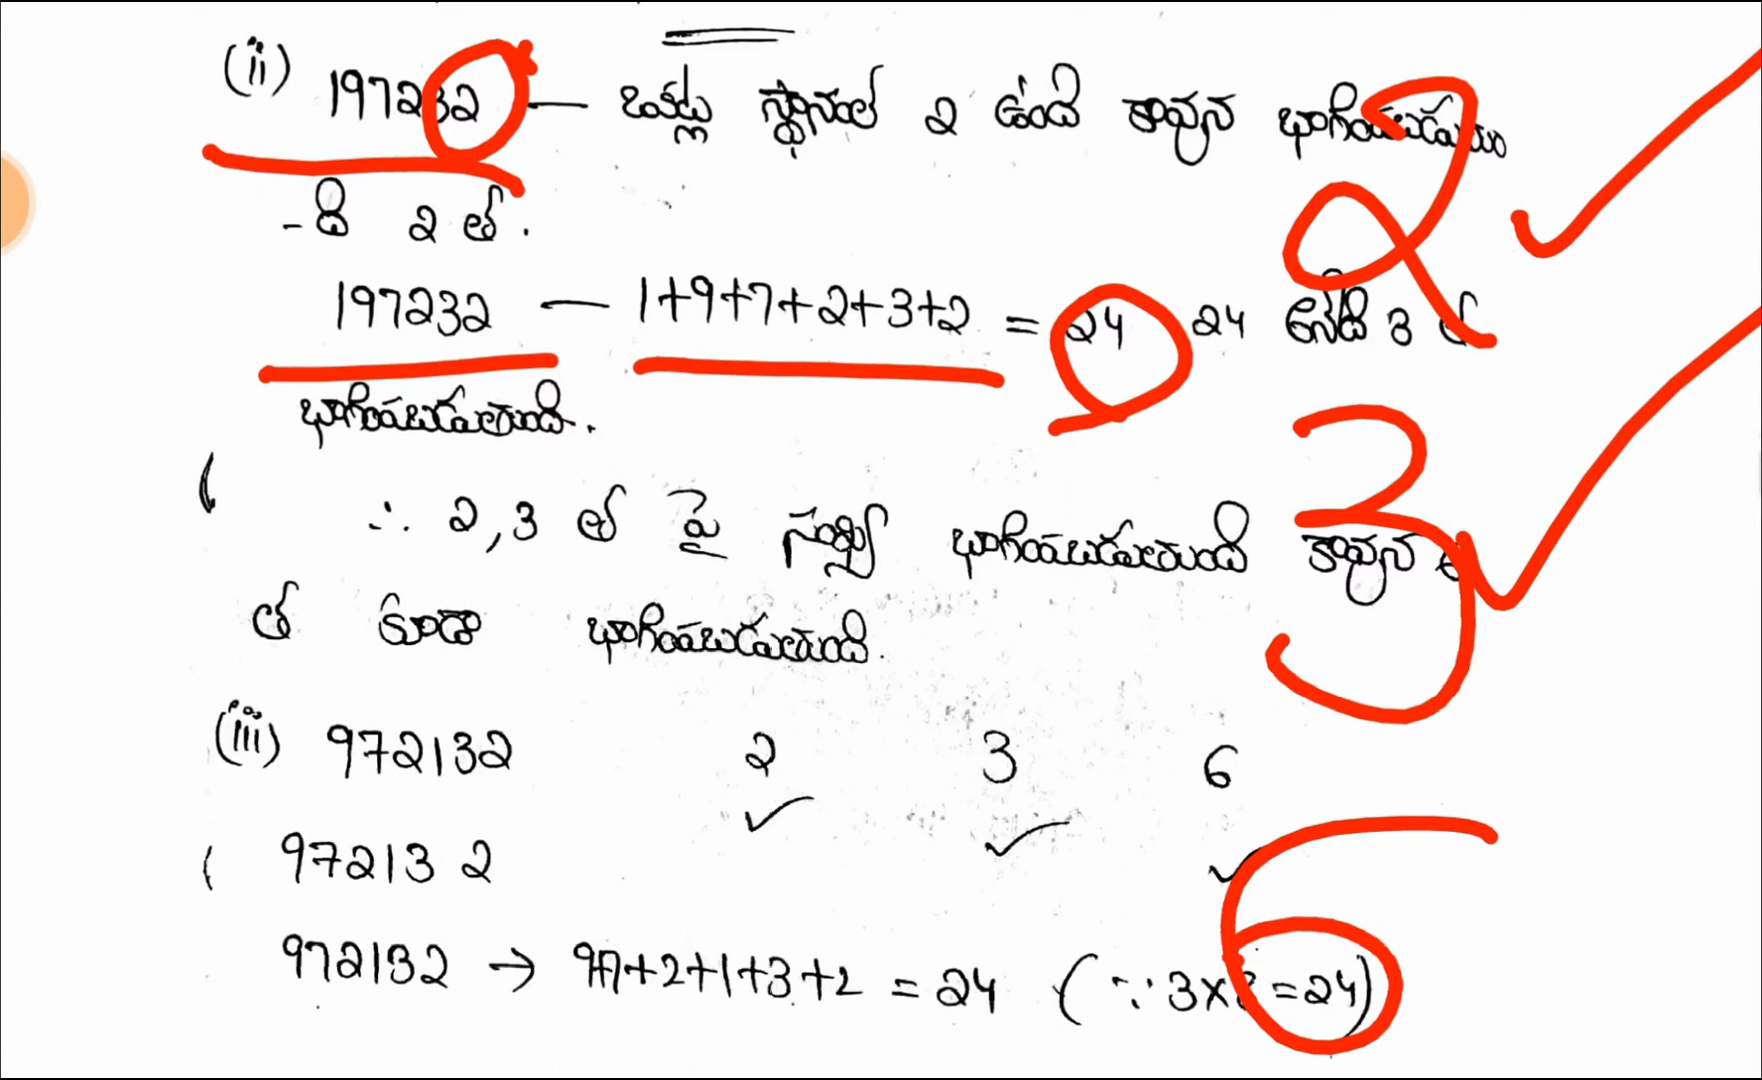 (ii) 197232 — ఒకట్ల స్థానంలో 2 ఉంది కావున భాగించబడుతుం
-ది 2 తో.
197232 — 1+9+7+2+3+2 = 24 24 అనేది 3 తో
భాగించబడుతుంది.
∴ 2,3 తో పై సంఖ్య భాగించబడుతుంది కావున
తో కూడా భాగించబడుతుంది.
(iii) 972132 2 3 6
972132
972132 → 9+7+2+1+3+2 = 24 (∵ 3× =24)
2
3
6